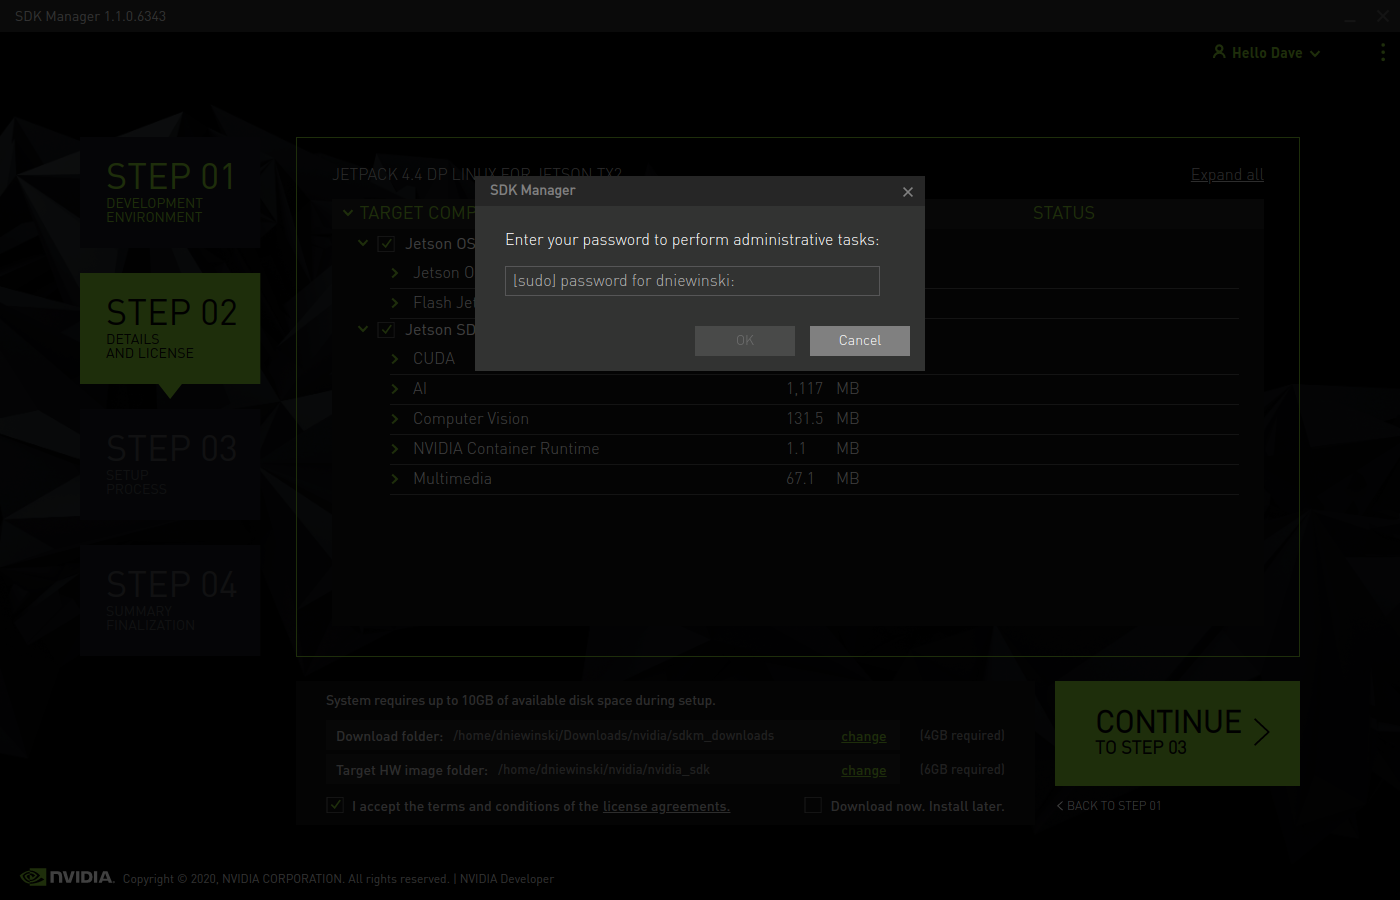 SDK Manager 1.1.0.6343
Hello Dave
STEP 01
DEVELOPMENT
ENVIRONMENT
STEP 02
DETAILS
AND LICENSE
STEP 03
SETUP
PROCESS
STEP 04
SUMMARY
FINALIZATION
JETPACK 4.4 DP LINUX FOR JETSON TX2
Expand all
TARGET COMP
STATUS
Jetson OS
Jetson O
Flash Jet
Jetson SD
CUDA
AI 1,117 MB
Computer Vision 131.5 MB
NVIDIA Container Runtime 1.1 MB
Multimedia 67.1 MB
SDK Manager
Enter your password to perform administrative tasks:
[sudo] password for dniewinski:
OK
Cancel
System requires up to 10GB of available disk space during setup.
Download folder: /home/dniewinski/Downloads/nvidia/sdkm_downloads change (4GB required)
Target HW image folder: /home/dniewinski/nvidia/nvidia_sdk change (6GB required)
I accept the terms and conditions of the license agreements.
Download now. Install later.
CONTINUE
TO STEP 03
BACK TO STEP 01
NVIDIA. Copyright © 2020, NVIDIA CORPORATION. All rights reserved. | NVIDIA Developer